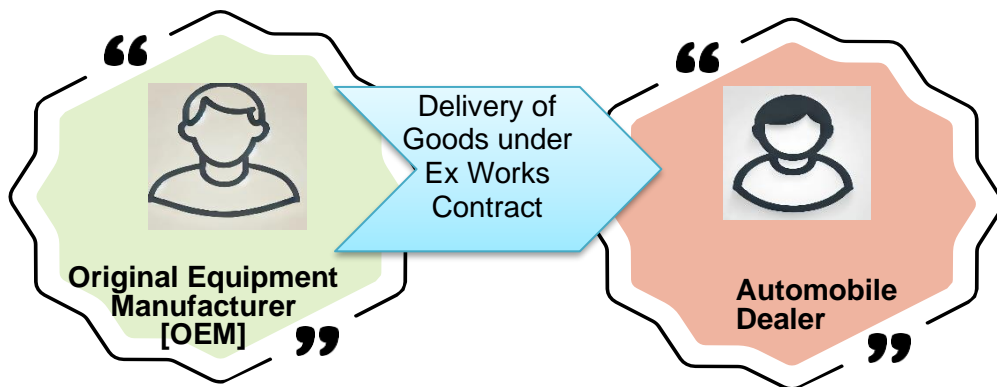 Delivery of
Goods under
Ex Works
Contract
Original Equipment
Manufacturer
[OEM]
Automobile
Dealer